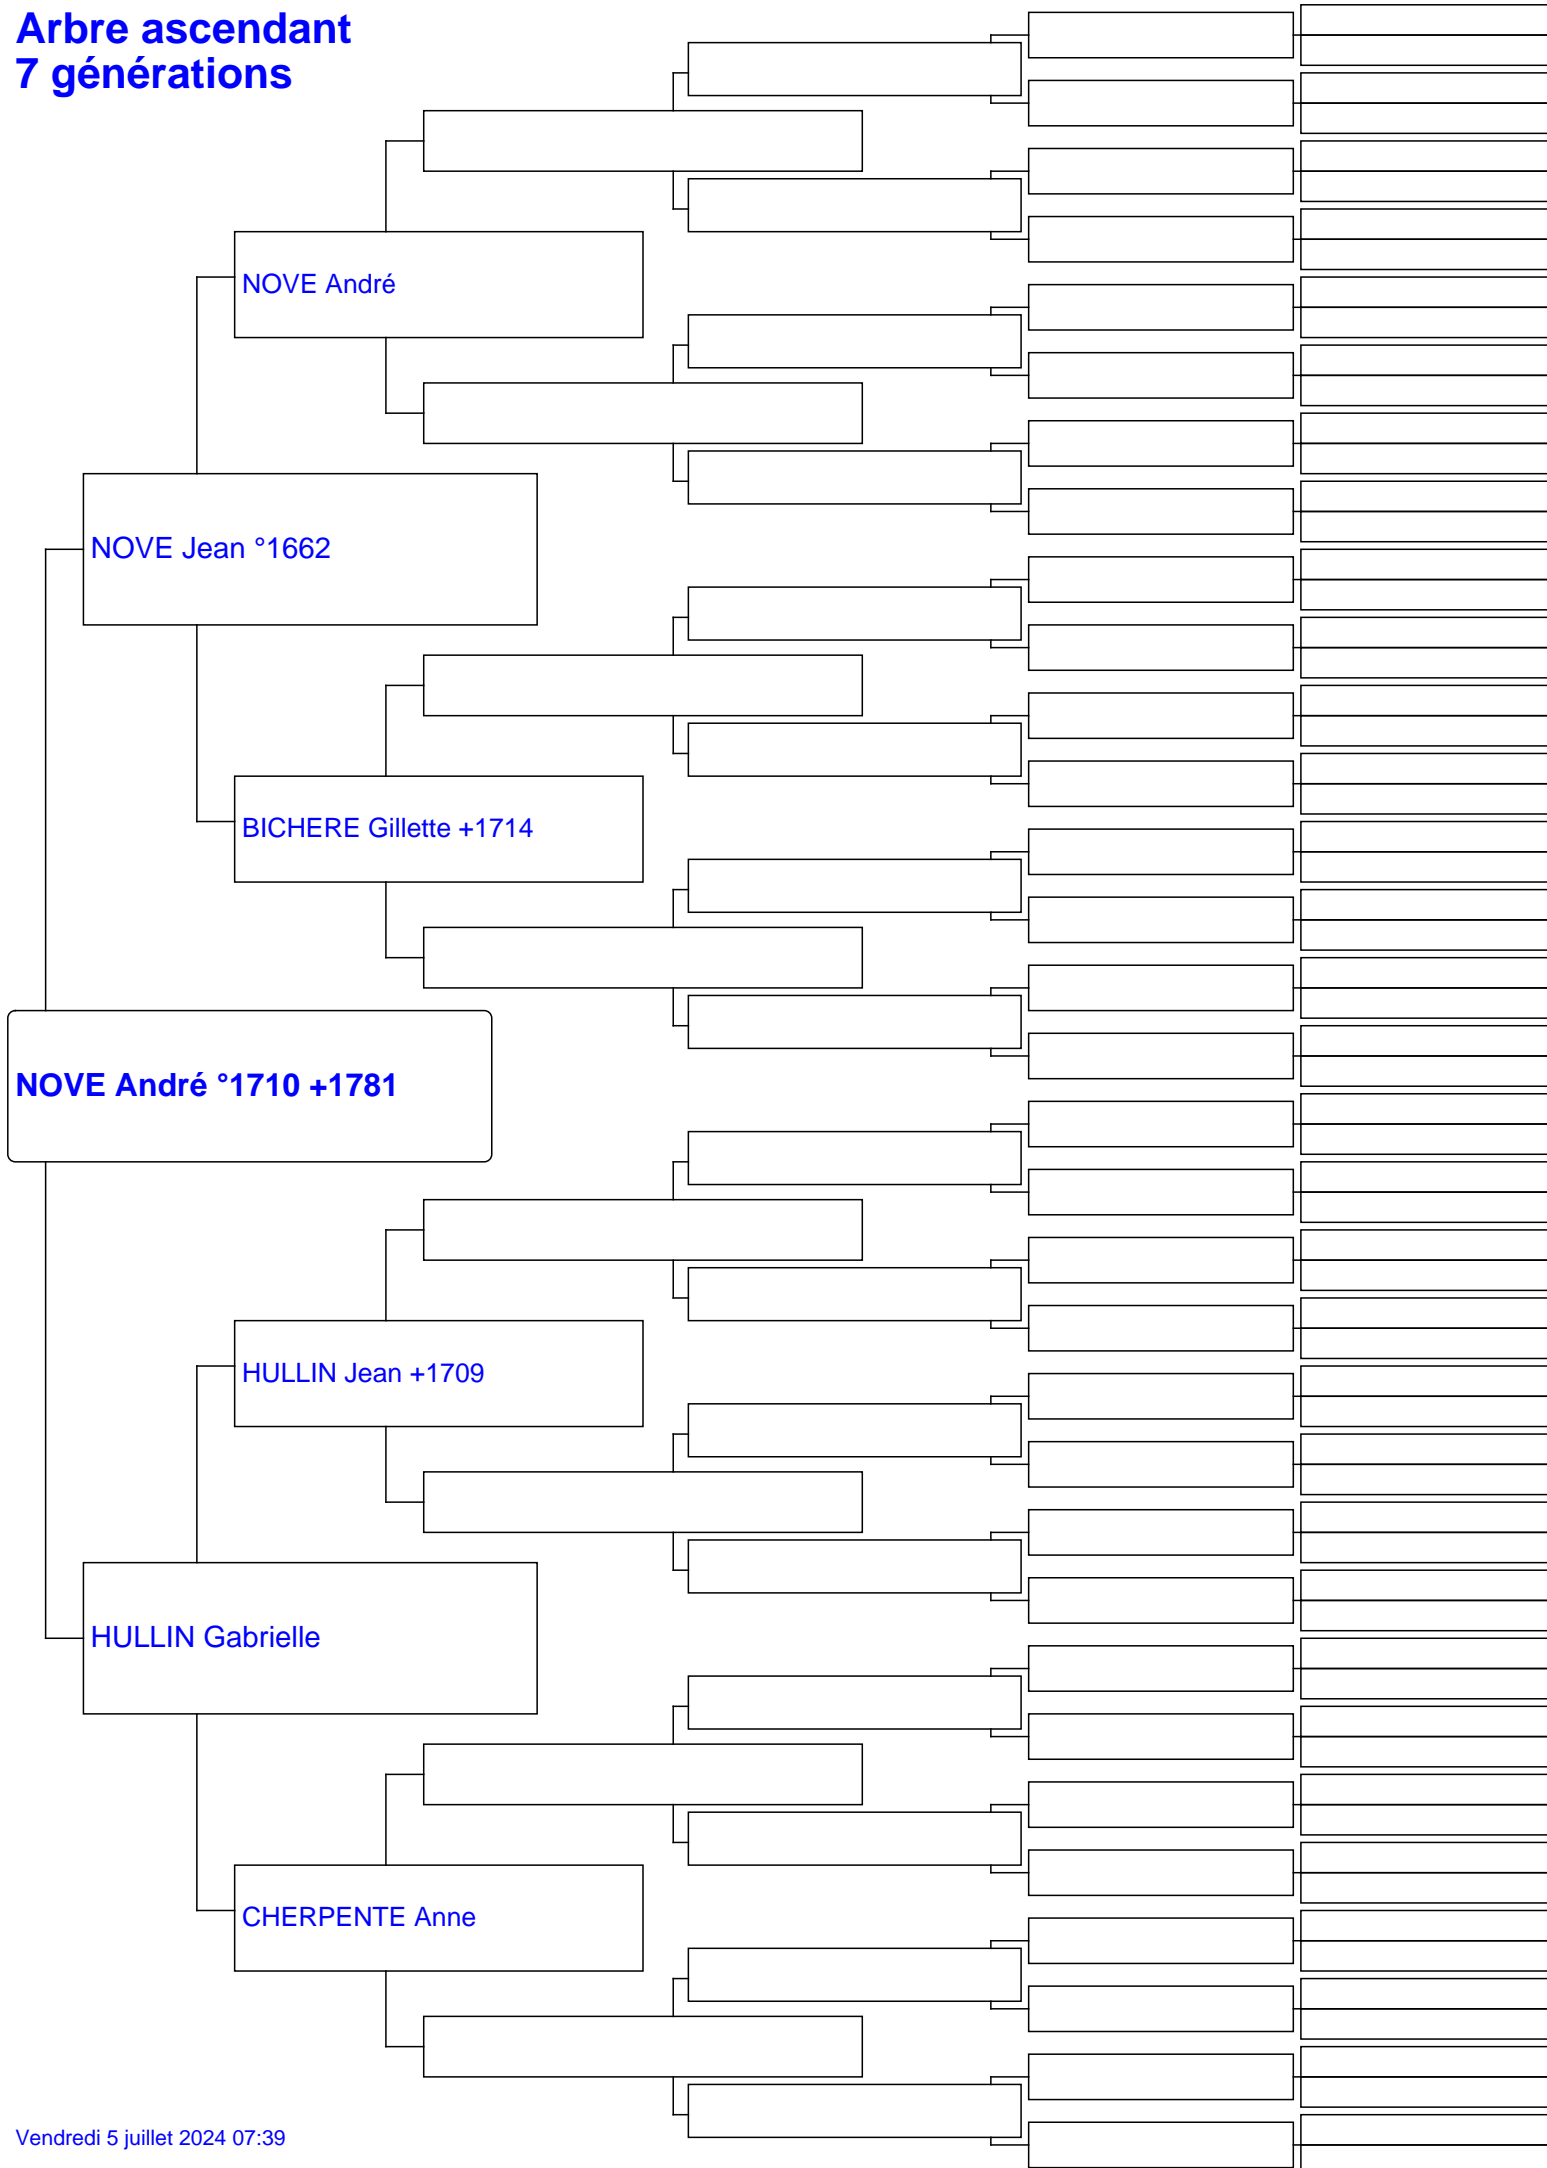 Arbre ascendant
7 générations
NOVE André
NOVE Jean °1662
BICHERE Gillette +1714
NOVE André °1710 +1781
HULLIN Jean +1709
HULLIN Gabrielle
CHERPENTE Anne
Vendredi 5 juillet 2024 07:39